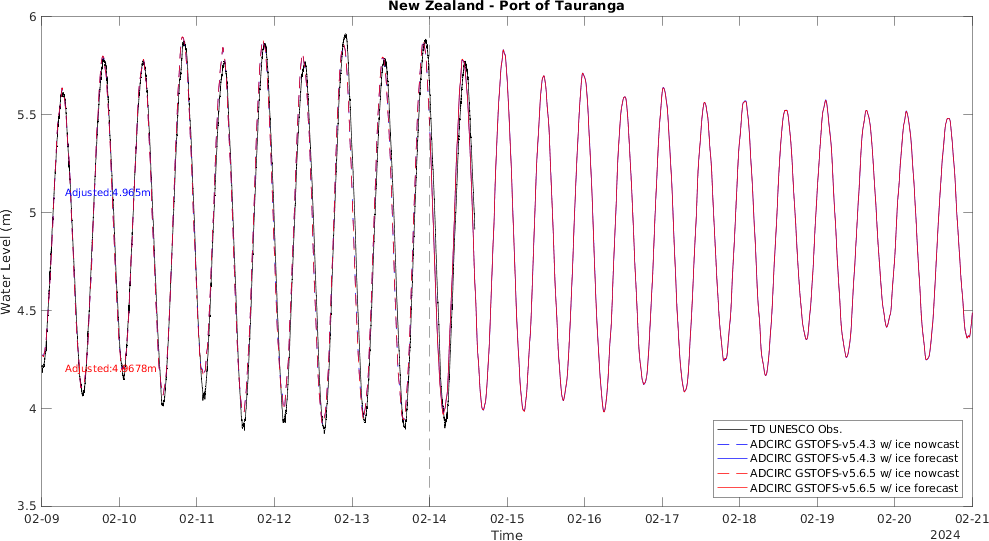 New Zealand - Port of Tauranga
Water Level (m)
6
5.5
5
4.5
4
3.5
Adjusted:4.965m
Adjusted:4.9678m
TD UNESCO Obs.
ADCIRC GSTOFS-v5.4.3 w/ ice nowcast
ADCIRC GSTOFS-v5.4.3 w/ ice forecast
ADCIRC GSTOFS-v5.6.5 w/ ice nowcast
ADCIRC GSTOFS-v5.6.5 w/ ice forecast
02-09 02-10 02-11 02-12 02-13 02-14 02-15 02-16 02-17 02-18 02-19 02-20 02-21
Time
2024